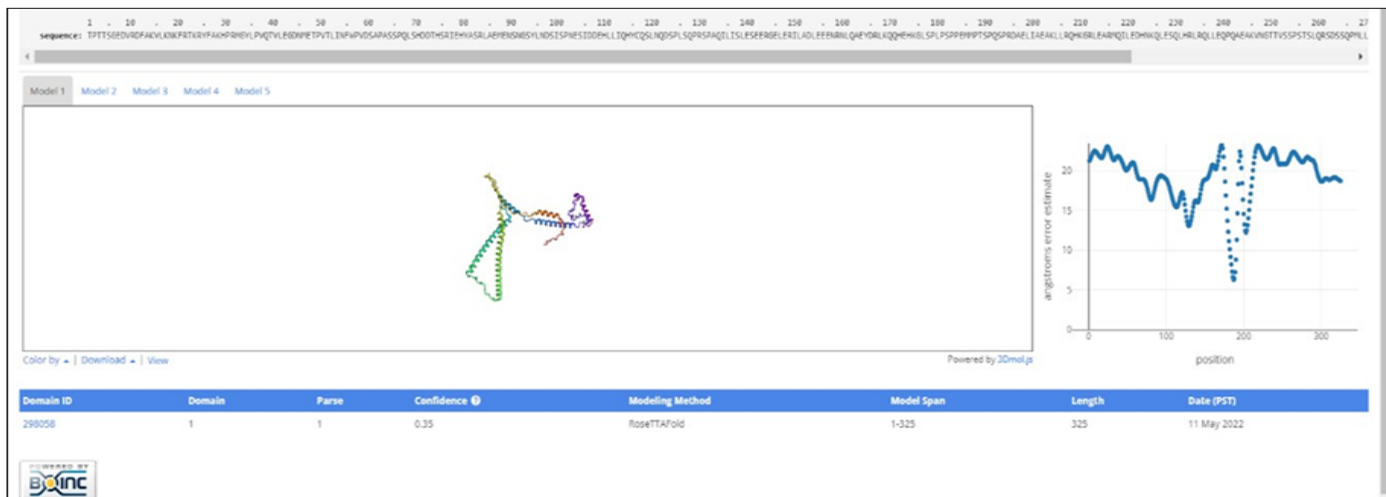 1 . 10 . 20 . 30 . 40 . 50 . 60 . 70 . 80 . 90 . 100 . 110 . 120 . 130 . 140 . 150 . 160 . 170 . 180 . 190 . 200 . 210 . 220 . 230 . 240 . 250 . 260 . 27
sequence:
Model 1 Model 2 Model 3 Model 4 Model 5
angstroms error estimate
20
15
10
5
0
0 100 200 300
position
Color by | Download | View
Powered by 3Dmol.js
Domain ID Domain Parse Confidence Modeling Method Model Span Length Date (PST)
298058 1 1 0.35 RoseTTAFold 1-325 325 11 May 2022
POWERED BY
BOINC